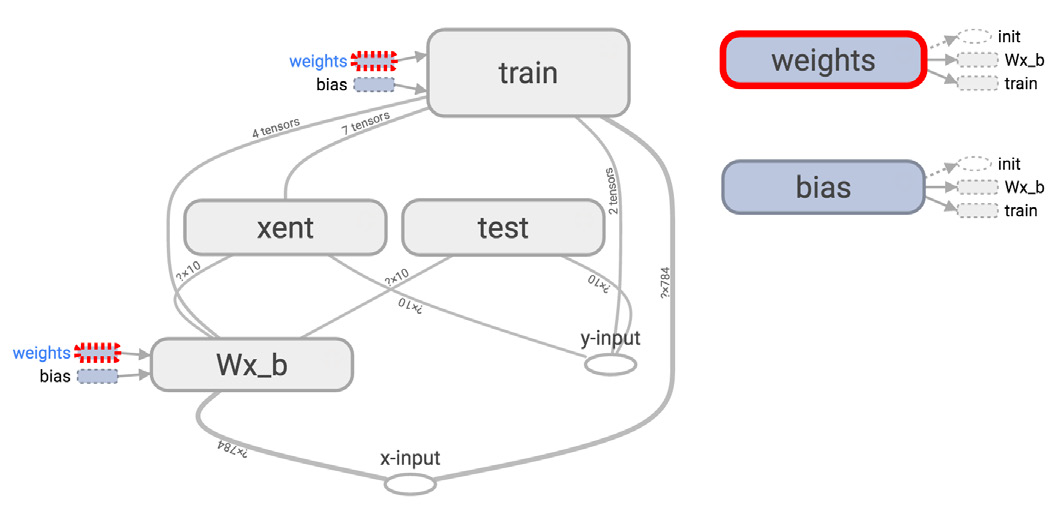 weights
bias
train
4 tensors
7 tensors
2 tensors
xent
test
?×10
?×10
?×10
?×10
?×784
y-input
weights
bias
Wx_b
?×784
x-input
weights
init
Wx_b
train
bias
init
Wx_b
train